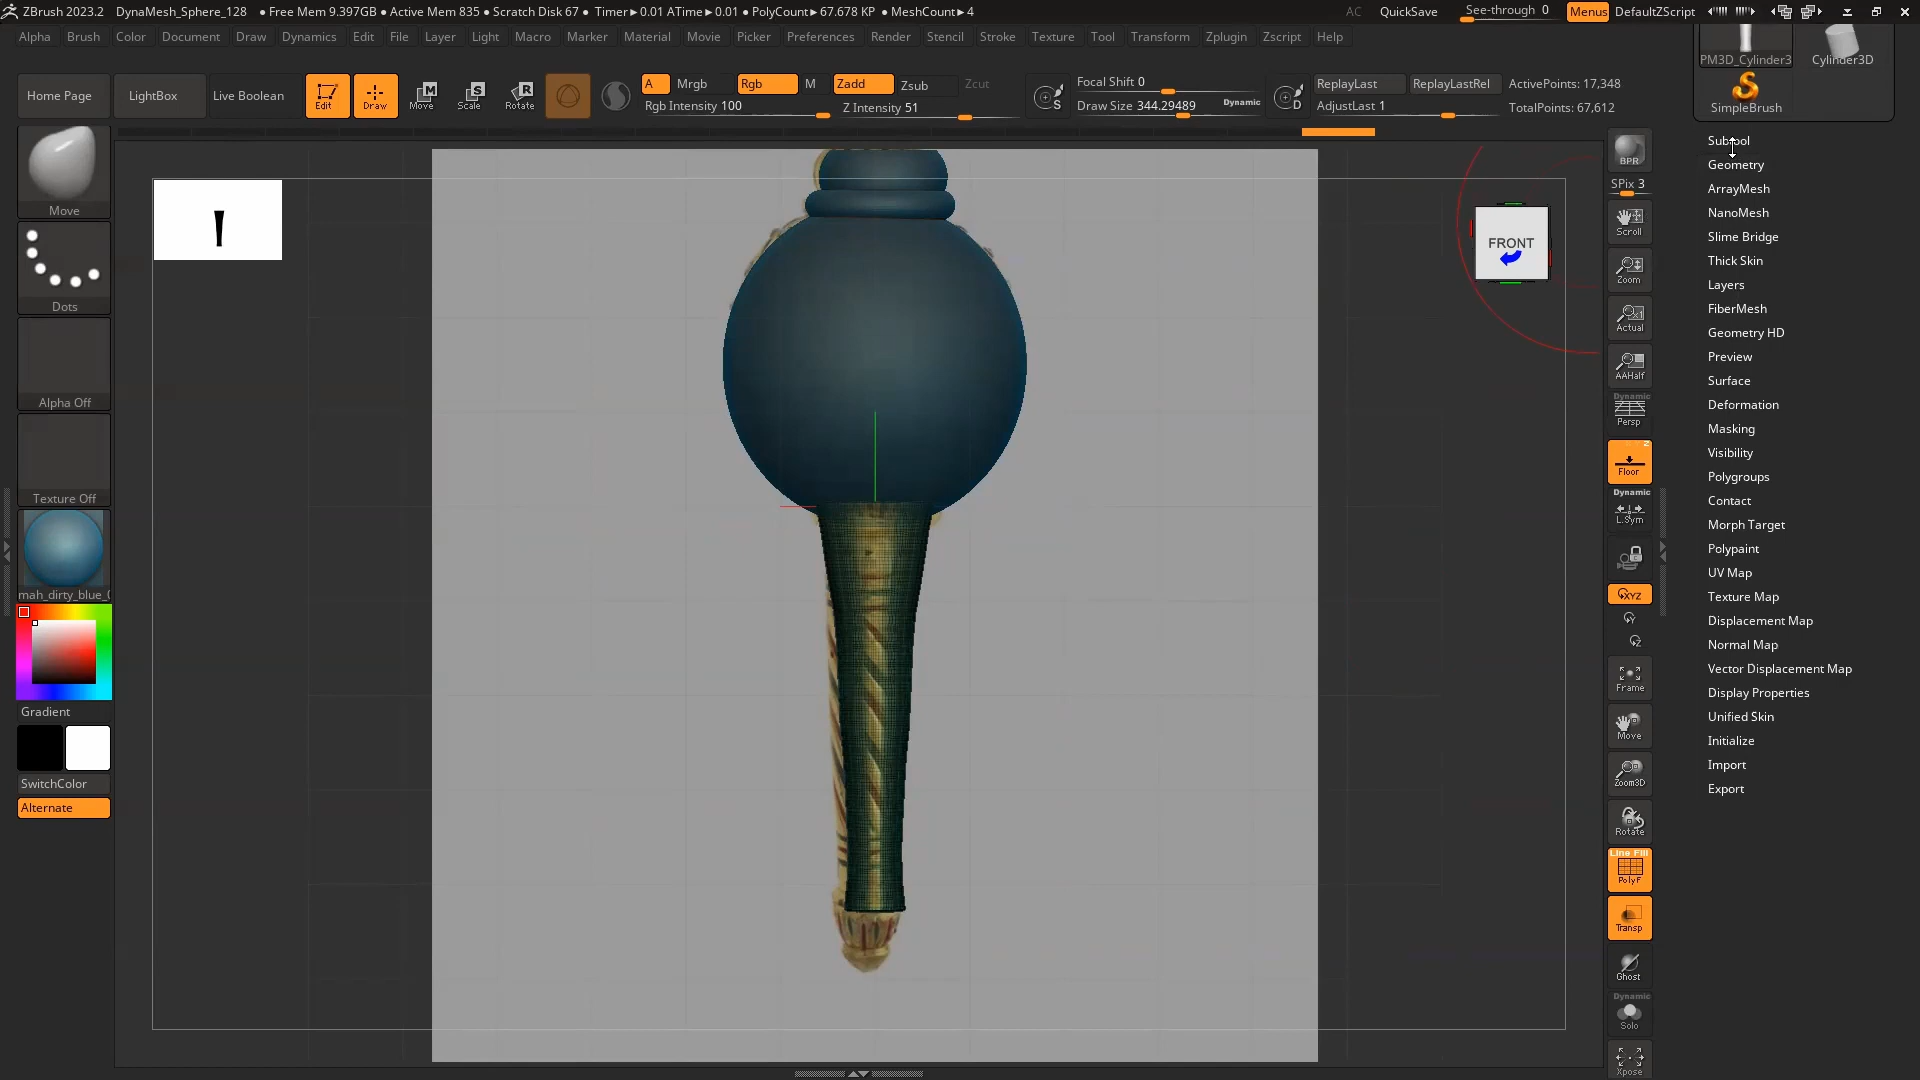 ZBrush 2023.2 DynaMesh_Sphere_128 ● Free Mem 9.397GB ● Active Mem 835 ● Scratch Disk 67 ● Timer►0.01 ATime►0.01 ● PolyCount►67.678 KP ● MeshCount►4 AC QuickSave See-through 0 Menus DefaultZScript
Alpha Brush Color Document Draw Dynamics Edit File Layer Light Macro Marker Material Movie Picker Preferences Render Stencil Stroke Texture Tool Transform Zplugin Zscript Help
PM3D_Cylinder3 Cylinder3D
SimpleBrush
Home Page LightBox Live Boolean Edit Draw Move Scale Rotate
M S R
A Mrgb Rgb M Zadd Zsub Zcut
Rgb Intensity 100 Z Intensity 51
S Focal Shift 0
Draw Size 344.29489 Dynamic
D ReplayLast ReplayLastRel ActivePoints: 17,348
AdjustLast 1 TotalPoints: 67,612
Move
Dots
Alpha Off
Texture Off
mah_dirty_blue_
Gradient
SwitchColor
Alternate
FRONT
BPR
SPix 3
Scroll
Zoom
Actual
AAHalf
Dynamic
Persp
Floor
Dynamic
L.Sym
XYZ
Y
Z
Frame
Move
Zoom3D
Rotate
Line Fill
PolyF
Transp
Ghost
Dynamic
Solo
Xpose
Subtool
Geometry
ArrayMesh
NanoMesh
Slime Bridge
Thick Skin
Layers
FiberMesh
Geometry HD
Preview
Surface
Deformation
Masking
Visibility
Polygroups
Contact
Morph Target
Polypaint
UV Map
Texture Map
Displacement Map
Normal Map
Vector Displacement Map
Display Properties
Unified Skin
Initialize
Import
Export